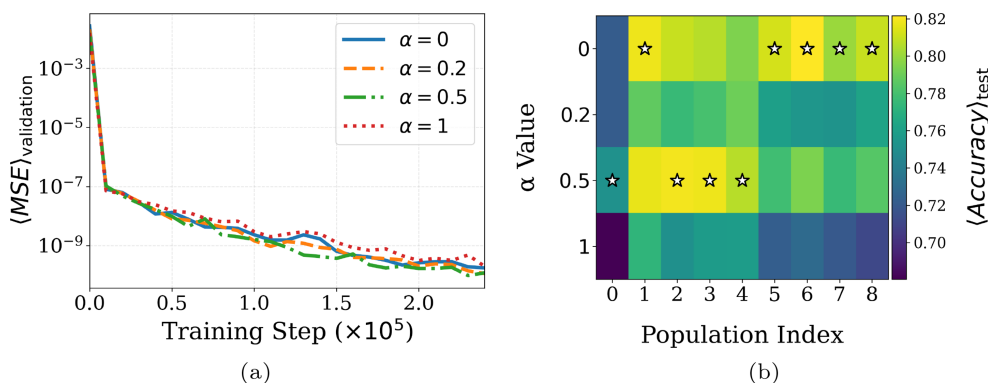 ⟨MSE⟩validation
10⁻³
10⁻⁵
10⁻⁷
10⁻⁹
α = 0
α = 0.2
α = 0.5
α = 1
0.0 0.5 1.0 1.5 2.0
Training Step (×10⁵)
(a)
α Value
0
0.2
0.5
1
0 1 2 3 4 5 6 7 8
Population Index
0.82
0.80
0.78
0.76
0.74
0.72
0.70
⟨Accuracy⟩test
(b)